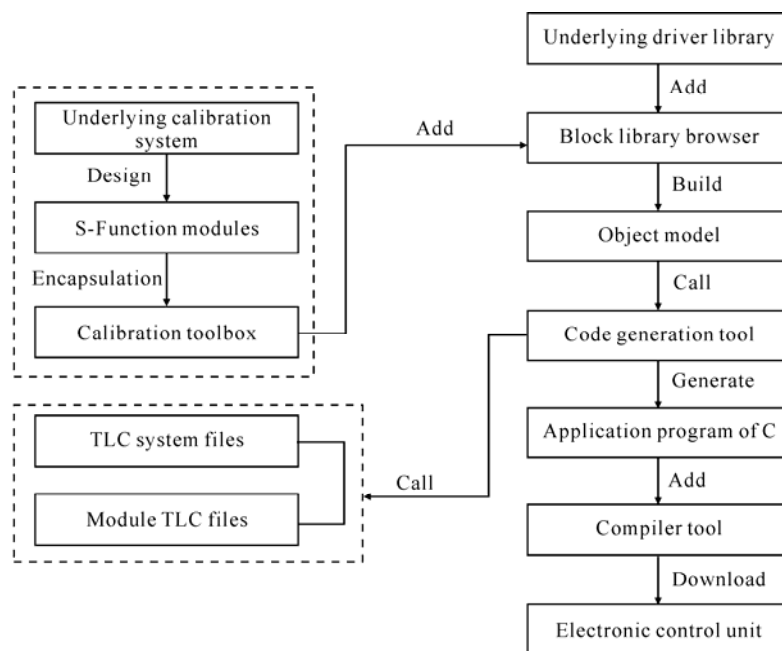 Underlying driver library
Add
Underlying calibration
system
Add
Block library browser
Design
Build
S-Function modules
Object model
Encapsulation
Call
Calibration toolbox
Code generation tool
Generate
TLC system files
Application program of C
Call
Add
Module TLC files
Compiler tool
Download
Electronic control unit